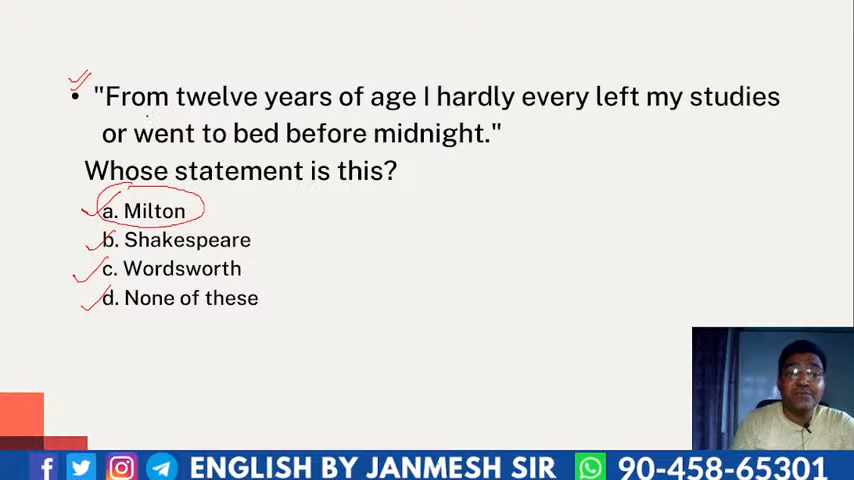 • "From twelve years of age I hardly every left my studies
or went to bed before midnight."
Whose statement is this?
a. Milton
b. Shakespeare
c. Wordsworth
d. None of these
ENGLISH BY JANMESH SIR 90-458-65301